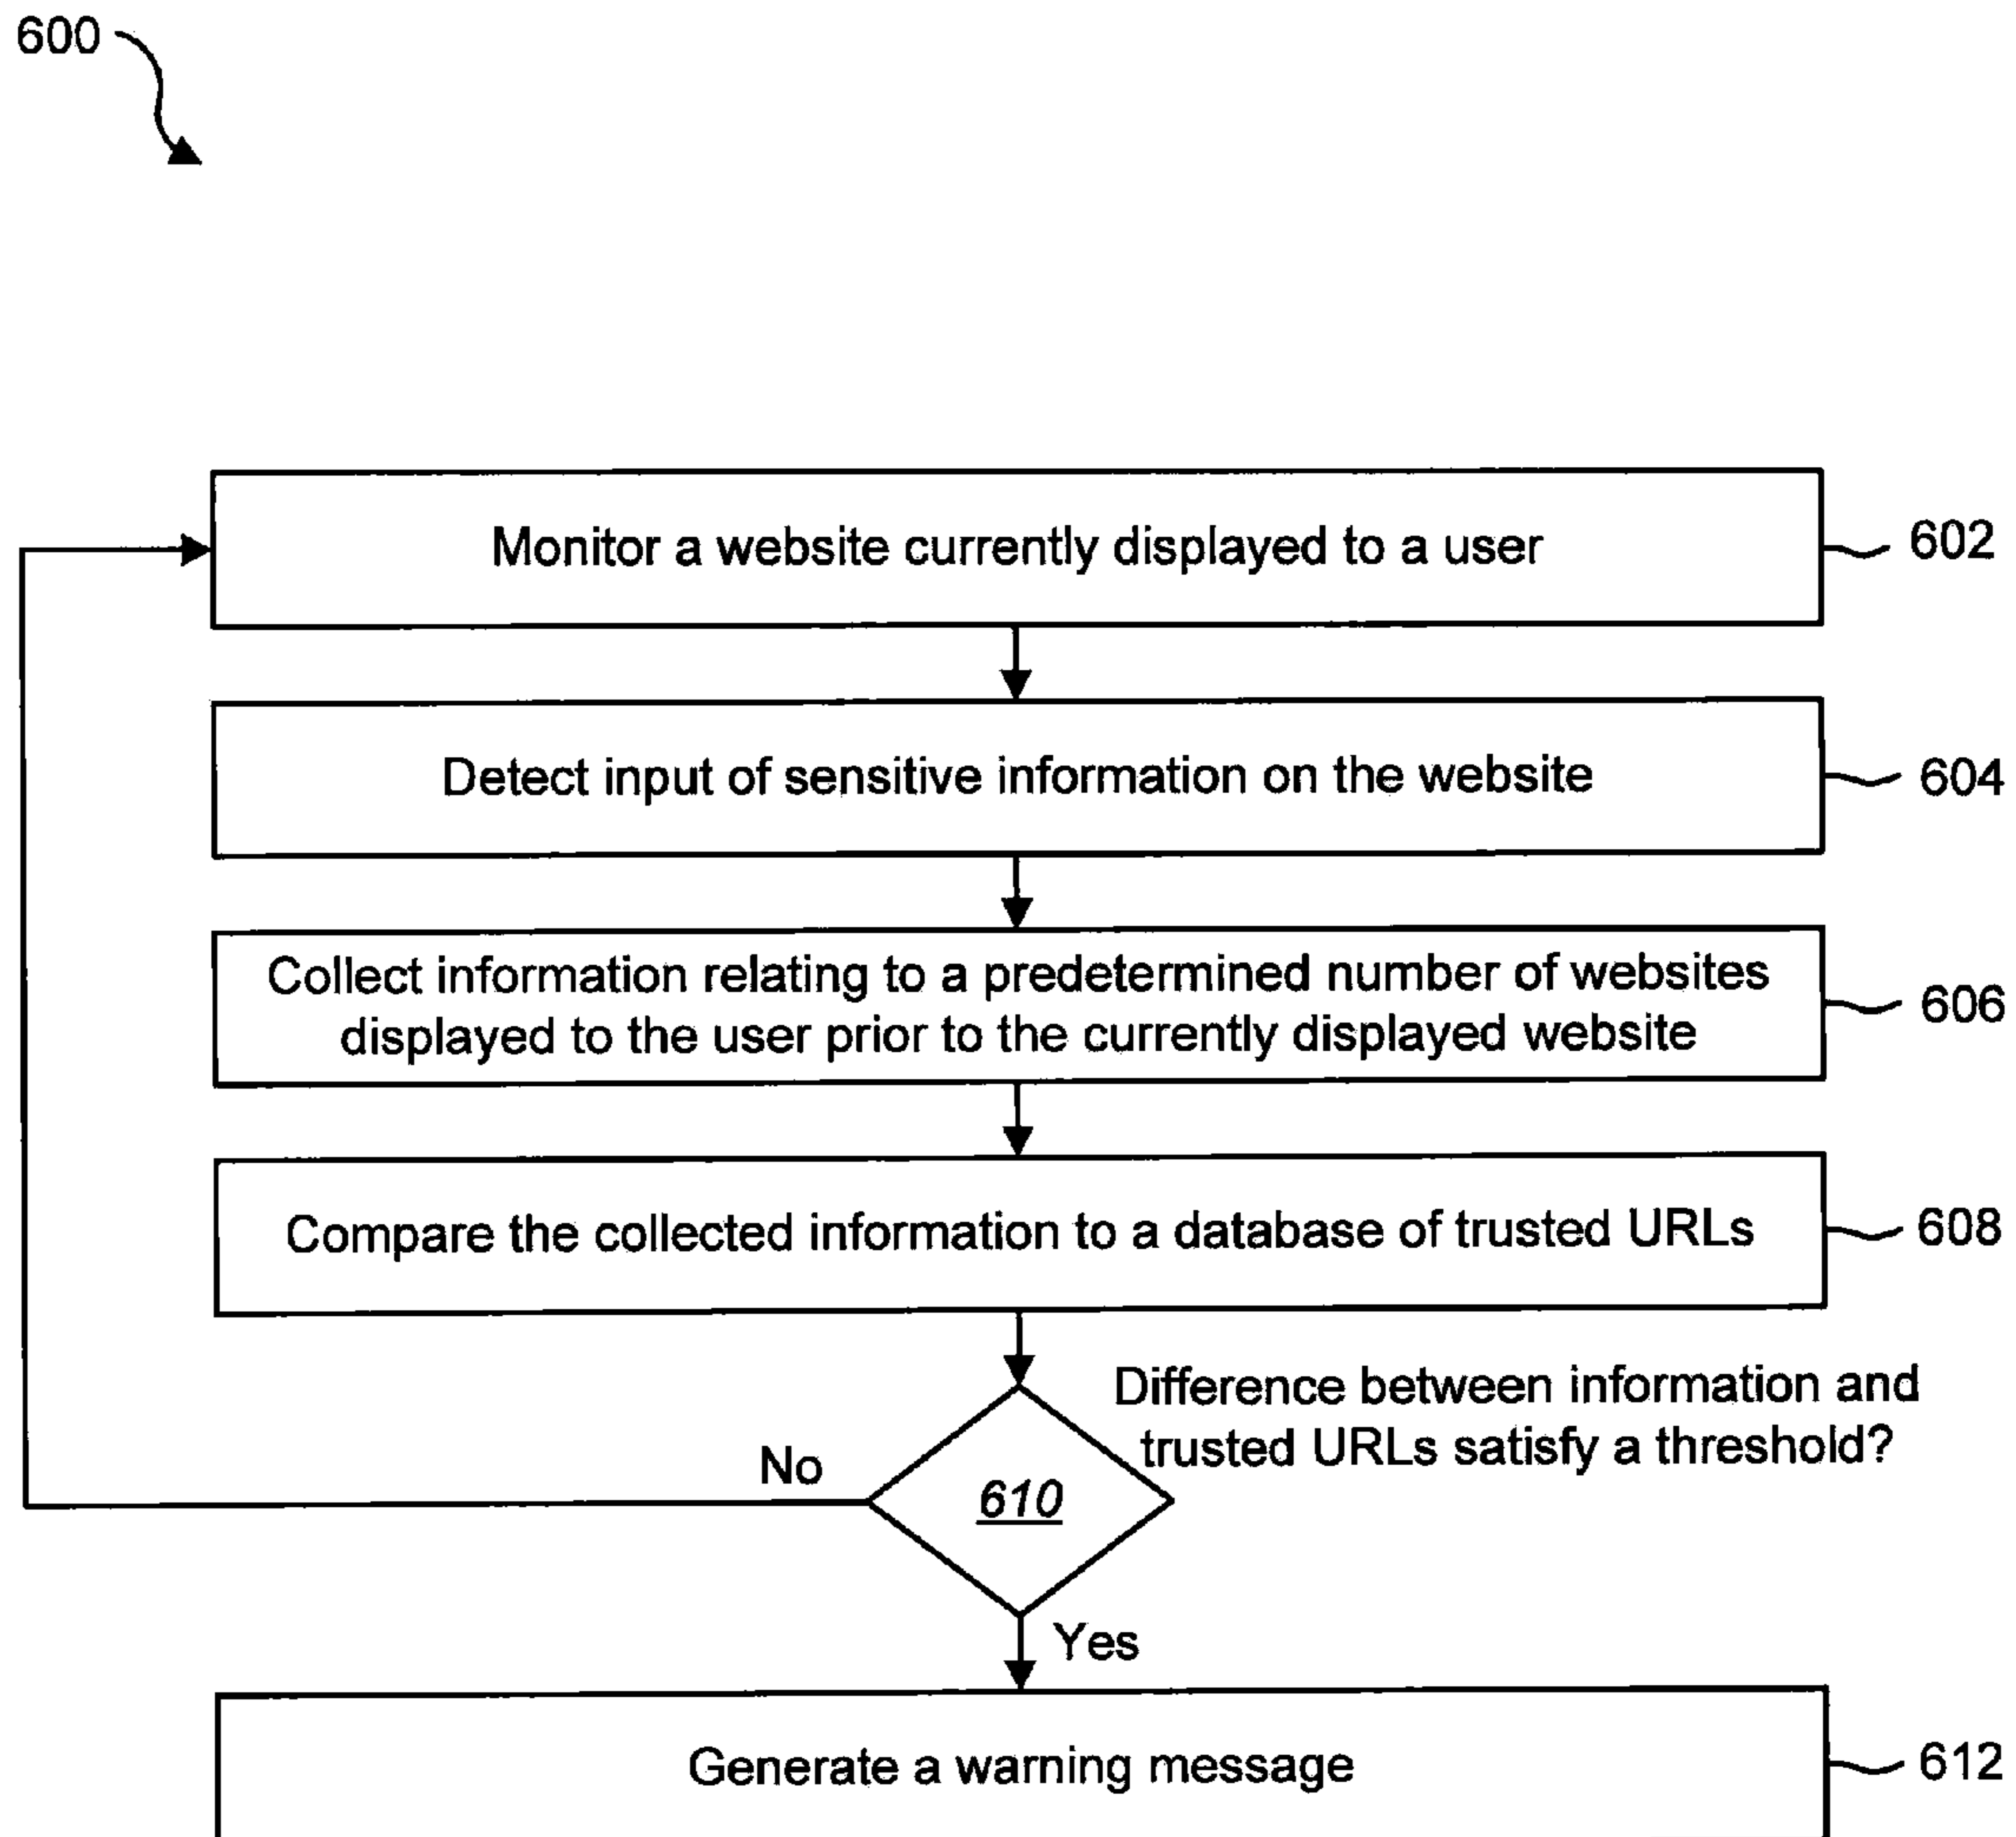 600
Monitor a website currently displayed to a user
602
Detect input of sensitive information on the website
604
Collect information relating to a predetermined number of websites
displayed to the user prior to the currently displayed website
606
Compare the collected information to a database of trusted URLs
608
Difference between information and
trusted URLs satisfy a threshold?
No
610
Yes
Generate a warning message
612